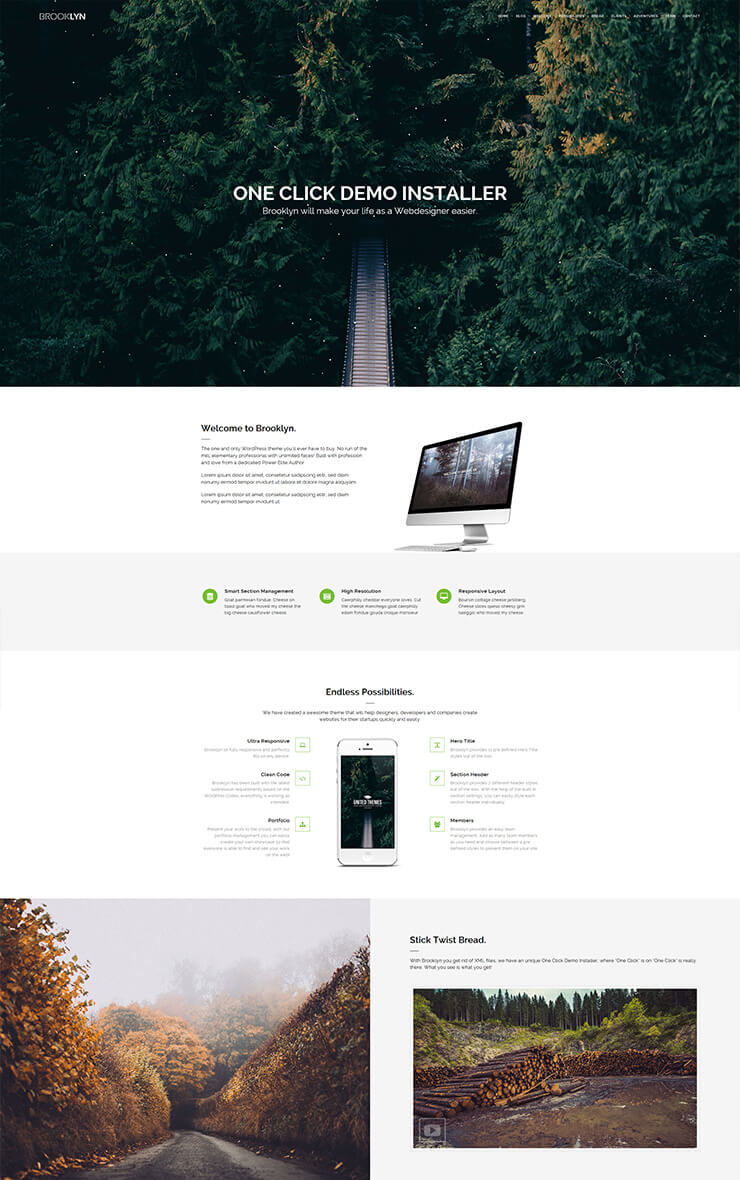 BROOKLYN
HOME BLOG BREAD CLIENTS ADVENTURES TEAM CONTACT
ONE CLICK DEMO INSTALLER
Brooklyn will make your life as a Webdesigner easier.
Welcome to Brooklyn.
The one and only WordPress theme you'll ever have to buy. No run of the
mill elementary professional with unlimited faces! Built with profession
and love from a dedicated Power Elite Author
Lorem ipsum dolor sit amet, consetetur sadipscing elitr, sed diam
nonumy eirmod tempor invidunt ut labore et dolore magna aliquyam
Lorem ipsum dolor sit amet, consetetur sadipscing elitr, sed diam
nonumy eirmod tempor invidunt ut
Smart Section Management
Goat parmesan fondue. Cheese on
toast goat who moved my cheese the
big cheese cauliflower cheese
High Resolution
Caerphilly cheddar everyone loves. Cut
the cheese manchego goat caerphilly
edam fondue gouda croque monsieur
Responsive Layout
Boursin cottage cheese jarlsberg.
Cheese slices queso cheesy grin
taleggio who moved my cheese
Endless Possibilities.
We have created a awesome theme that will help designers, developers and companies create
websites for their startups quickly and easily.
Ultra Responsive
Brooklyn is fully responsive and perfectly
fits on any device.
Clean Code
Brooklyn has been built with the latest
submission requirements based on the
WordPress Codex, everything is working as
intended.
Portfolio
Present your work to the crowd, with our
portfolio management you can easily
create your own showcase so that
everyone is able to find and see your work
on the web!
UNITED THEMES
Hero Title
Brooklyn provides 10 pre defined Hero Title
styles out of the box.
Section Header
Brooklyn provides 7 different header styles
out of the box. With the help of the built in
section settings, you can easily style each
section header individually.
Members
Brooklyn provides an easy team
management. Add as many team members
as you need and choose between 4 pre
defined styles to present them on your site
Stick Twist Bread.
With Brooklyn you get rid of XML files, we have an unique One Click Demo Installer, where "One Click" is on "One Click" is really
there. What you see is what you get!